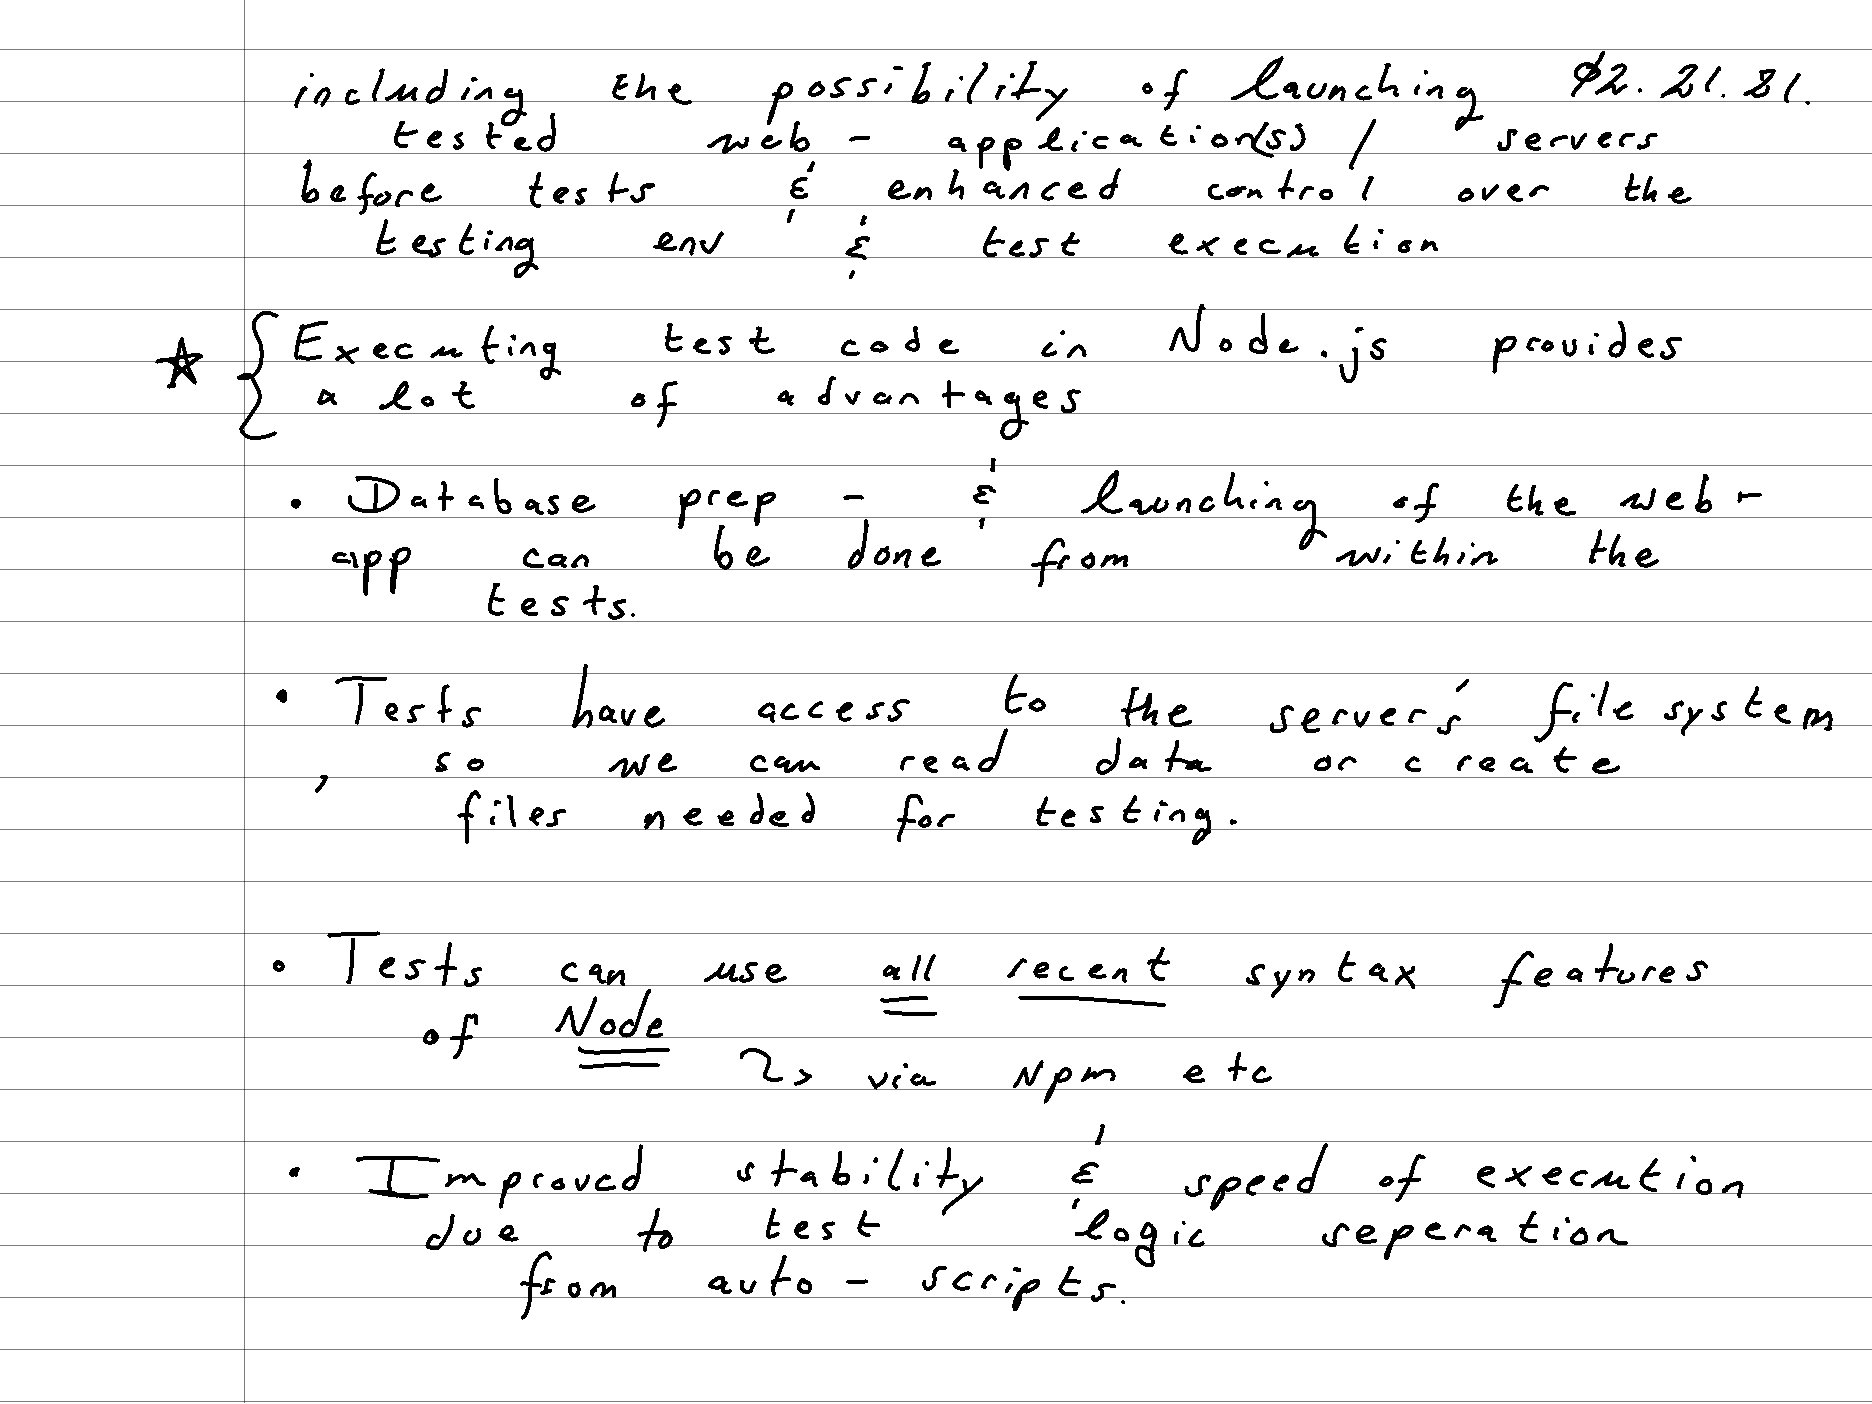 including the possibility of launching $2.21.81.
tested web - application(s) / servers
before tests & enhanced control over the
testing env & test execution
Executing test code in Node.js provides
a lot of advantages
• Database prep - & launching of the web-
app can be done from within the
tests.
• Tests have access to the server's file system
, so we can read data or create
files needed for testing.
• Tests can use all recent syntax features
of Node
via Npm etc
• Improved stability & speed of execution
due to test logic seperation
from auto - scripts.